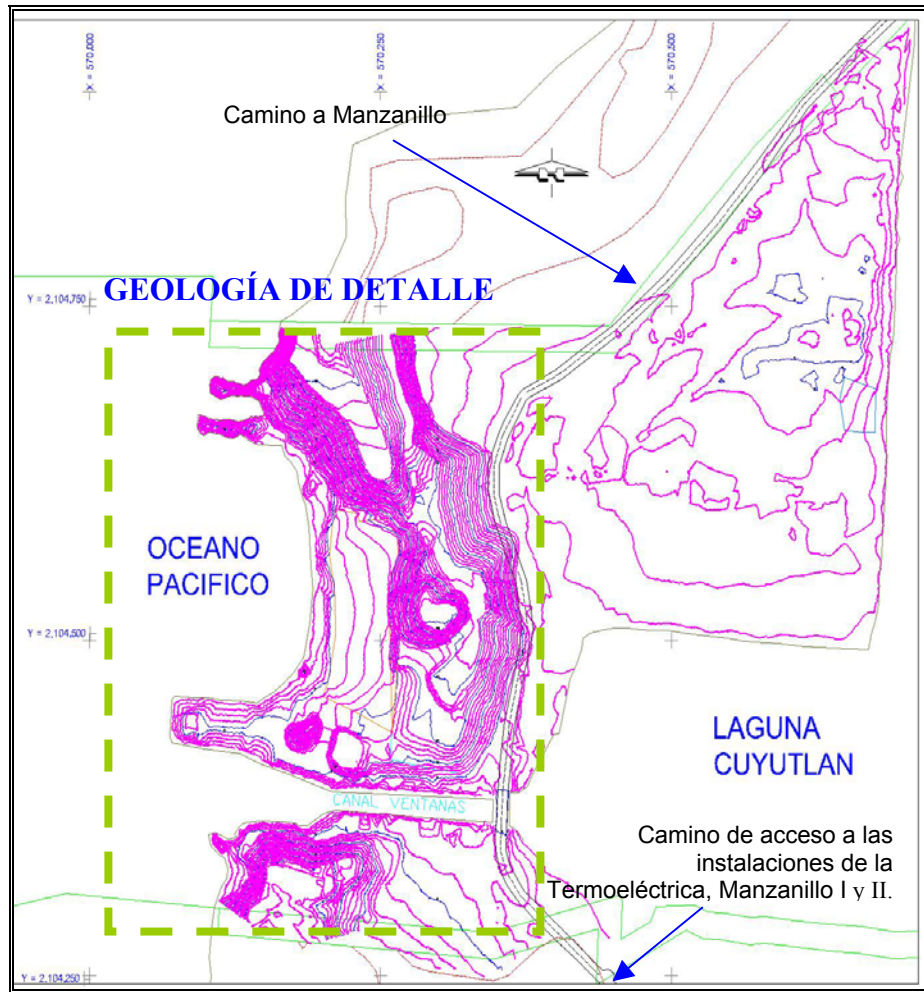 X = 570,000
X = 570,250
X = 570,500
Camino a Manzanillo
N
GEOLOGÍA DE DETALLE
Y = 2,104,750
OCEANO
PACIFICO
Y = 2,104,500
LAGUNA
CUYUTLAN
CANAL VENTANAS
Camino de acceso a las
instalaciones de la
Termoeléctrica, Manzanillo I y II.
Y = 2,104,250